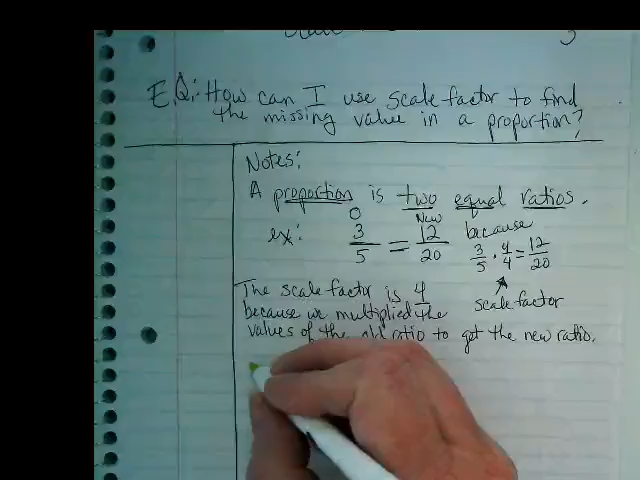 E.Q.: How can I use scale factor to find
the missing value in a proportion?
Notes:
A proportion is two equal ratios.
O New
ex: 3/5 = 12/20 because
3/5 · 4/4 = 12/20
The scale factor is 4
scale factor
because we multiplied the
values of the old ratio to get the new ratio.